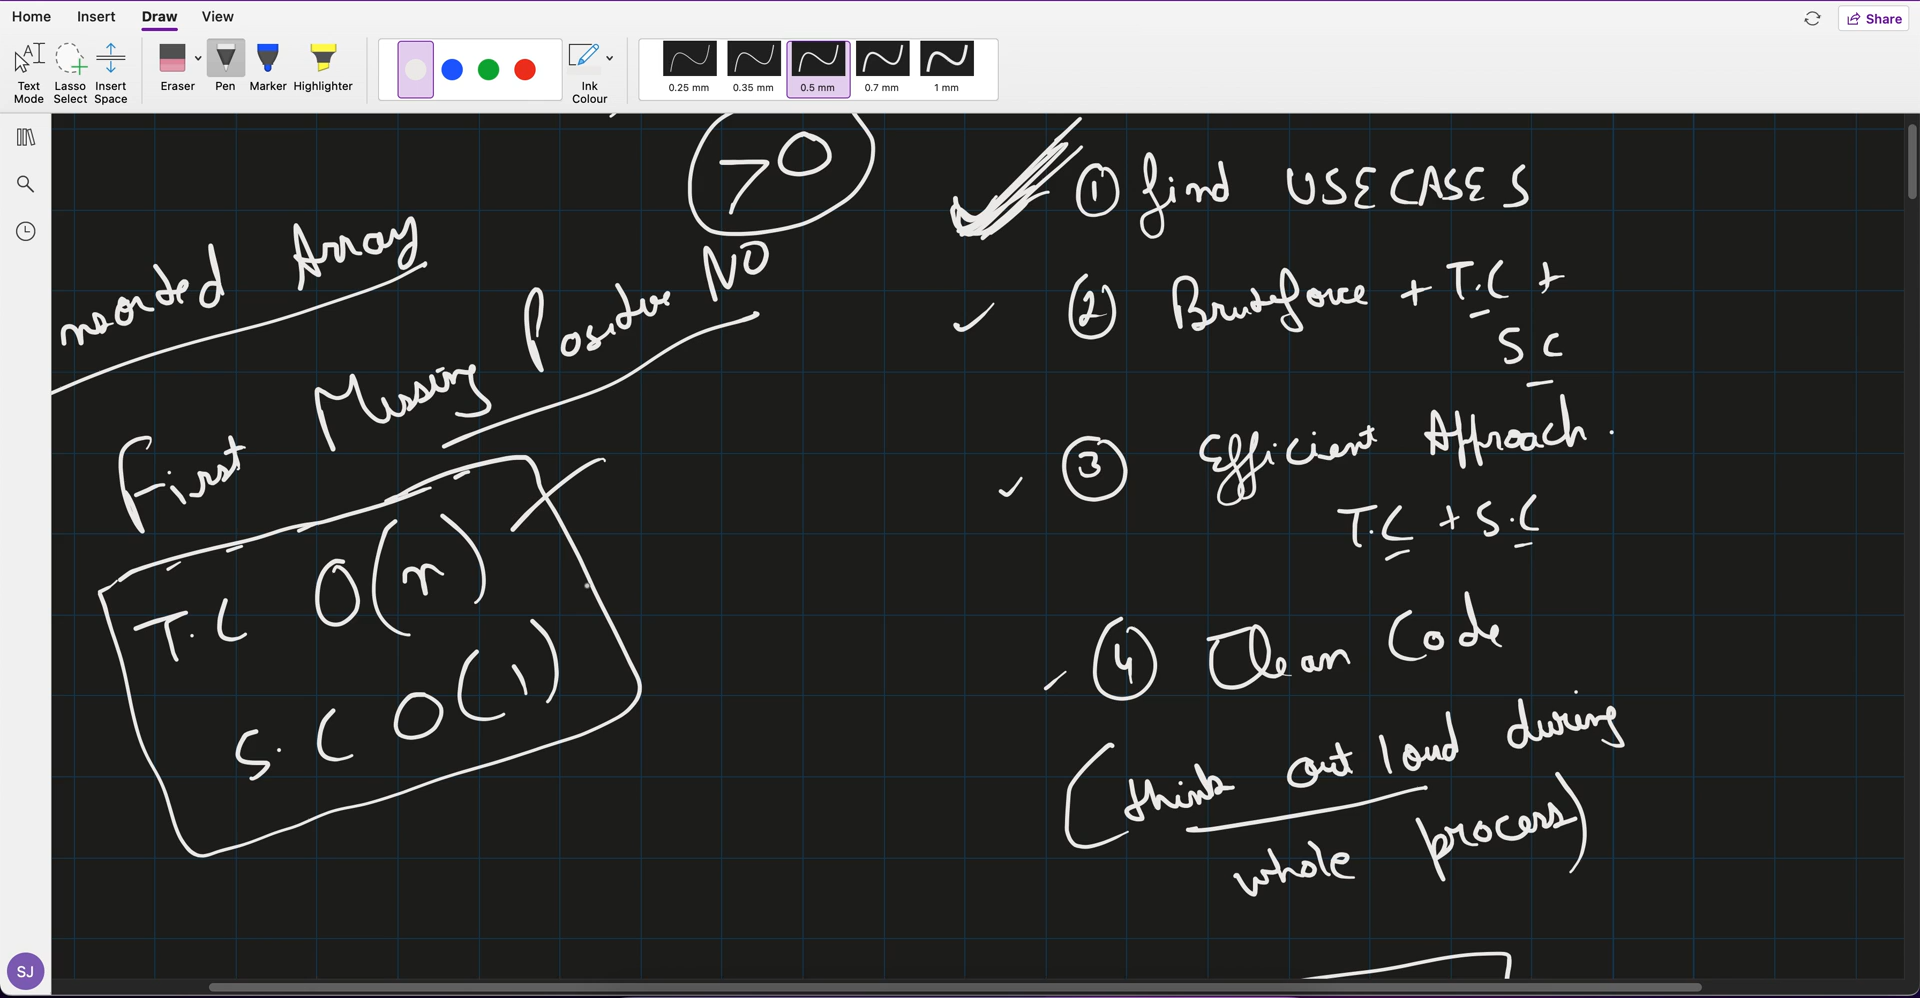 Home Insert Draw View
Share
Text Mode
Lasso Select
Insert Space
Eraser
Pen
Marker
Highlighter
Ink Colour
0.25 mm
0.35 mm
0.5 mm
0.7 mm
1 mm
70
nsorted Array
First Missing Positive NO
T.C O(n)
S.C O(1)
① find USECASES
② Bruteforce + T.C +
SC
③ Efficient Approach.
T.C + S.C
④ Clean Code
(think out loud during
whole process)
SJ